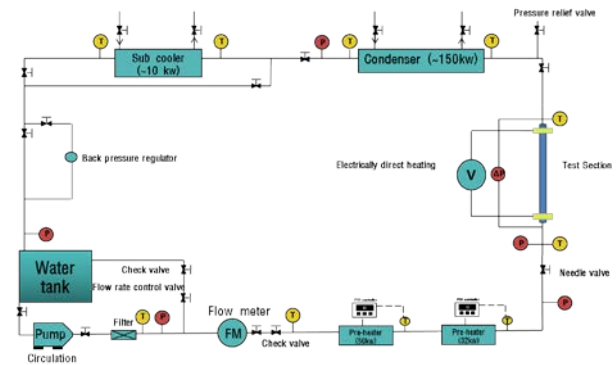 Pressure relief valve
T
T
P
T
Sub cooler
(~10 kw)
Condenser (~150kw)
T
Back pressure regulator
Electrically direct heating
V
ΔP
Test Section
P
P
T
Water
tank
Check valve
Flow rate control valve
Needle valve
P
Flow meter
Filter
T
P
T
T
T
Pump
FM
Check valve
Pre-heater
(50kw)
Pre-heater
(32kw)
Circulation